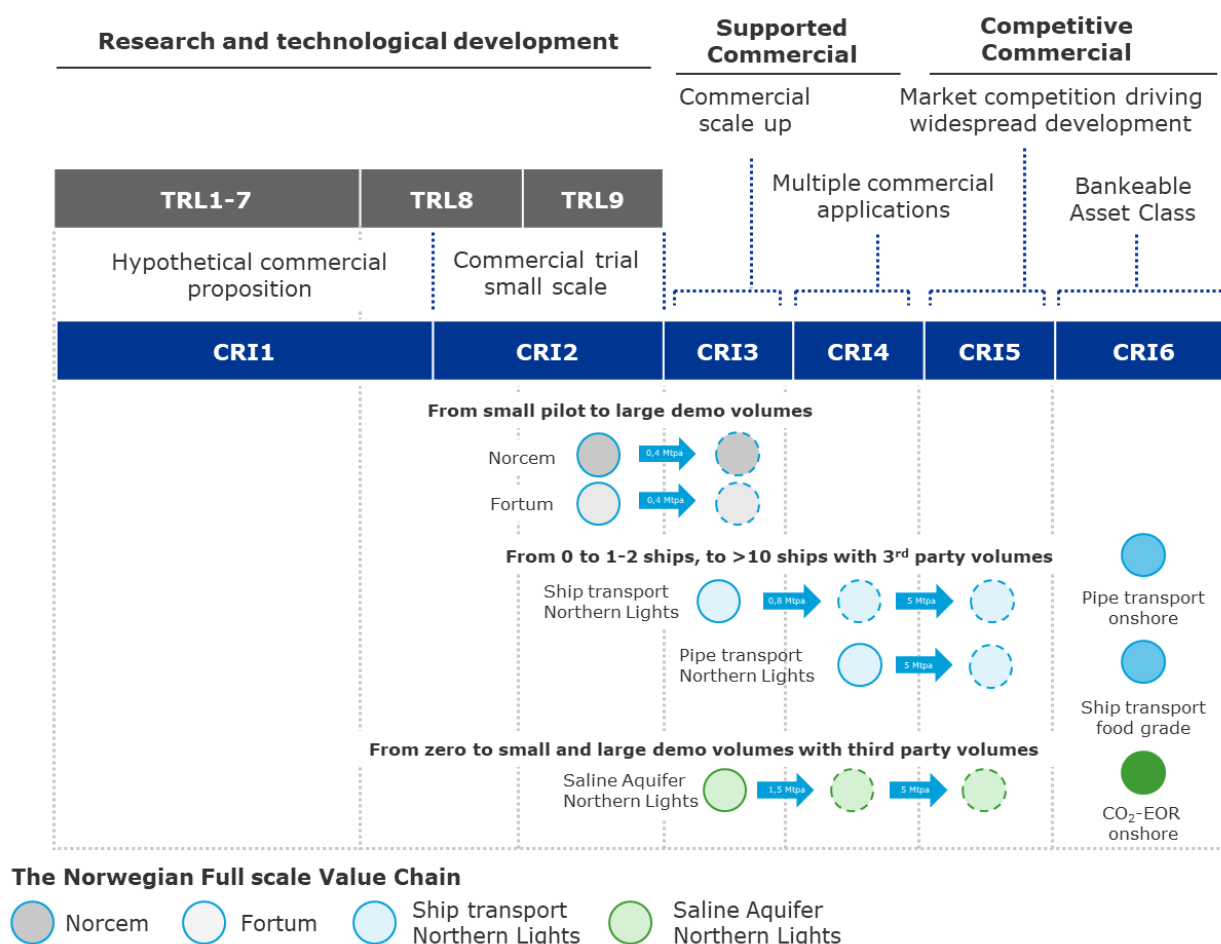 Research and technological development
Supported
Commercial
Competitive
Commercial
Commercial
scale up
Market competition driving
widespread development
Multiple commercial
applications
Bankeable
Asset Class
TRL1-7
TRL8
TRL9
Hypothetical commercial
proposition
Commercial trial
small scale
CRI1
CRI2
CRI3
CRI4
CRI5
CRI6
From small pilot to large demo volumes
Norcem
0,4 Mtpa
Fortum
0,4 Mtpa
From 0 to 1-2 ships, to >10 ships with 3rd party volumes
Ship transport
Northern Lights
0,8 Mtpa
5 Mtpa
Pipe transport
onshore
Pipe transport
Northern Lights
5 Mtpa
Ship transport
food grade
From zero to small and large demo volumes with third party volumes
Saline Aquifer
Northern Lights
1,5 Mtpa
5 Mtpa
CO2-EOR
onshore
The Norwegian Full scale Value Chain
Norcem
Fortum
Ship transport
Northern Lights
Saline Aquifer
Northern Lights